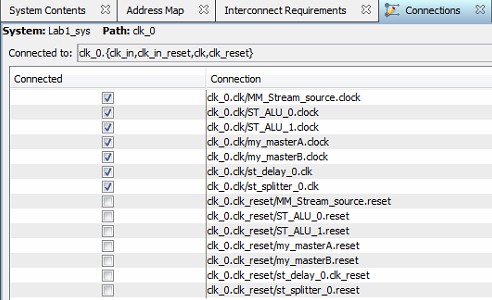 System Contents Address Map Interconnect Requirements Connections
System: Lab1_sys Path: clk_0
Connected to: clk_0.{clk_in,clk_in_reset,clk,clk_reset}
Connected Connection
clk_0.clk/MM_Stream_source.clock
clk_0.clk/ST_ALU_0.clock
clk_0.clk/ST_ALU_1.clock
clk_0.clk/my_masterA.clock
clk_0.clk/my_masterB.clock
clk_0.clk/st_delay_0.clk
clk_0.clk/st_splitter_0.clk
clk_0.clk_reset/MM_Stream_source.reset
clk_0.clk_reset/ST_ALU_0.reset
clk_0.clk_reset/ST_ALU_1.reset
clk_0.clk_reset/my_masterA.reset
clk_0.clk_reset/my_masterB.reset
clk_0.clk_reset/st_delay_0.clk_reset
clk_0.clk_reset/st_splitter_0.reset